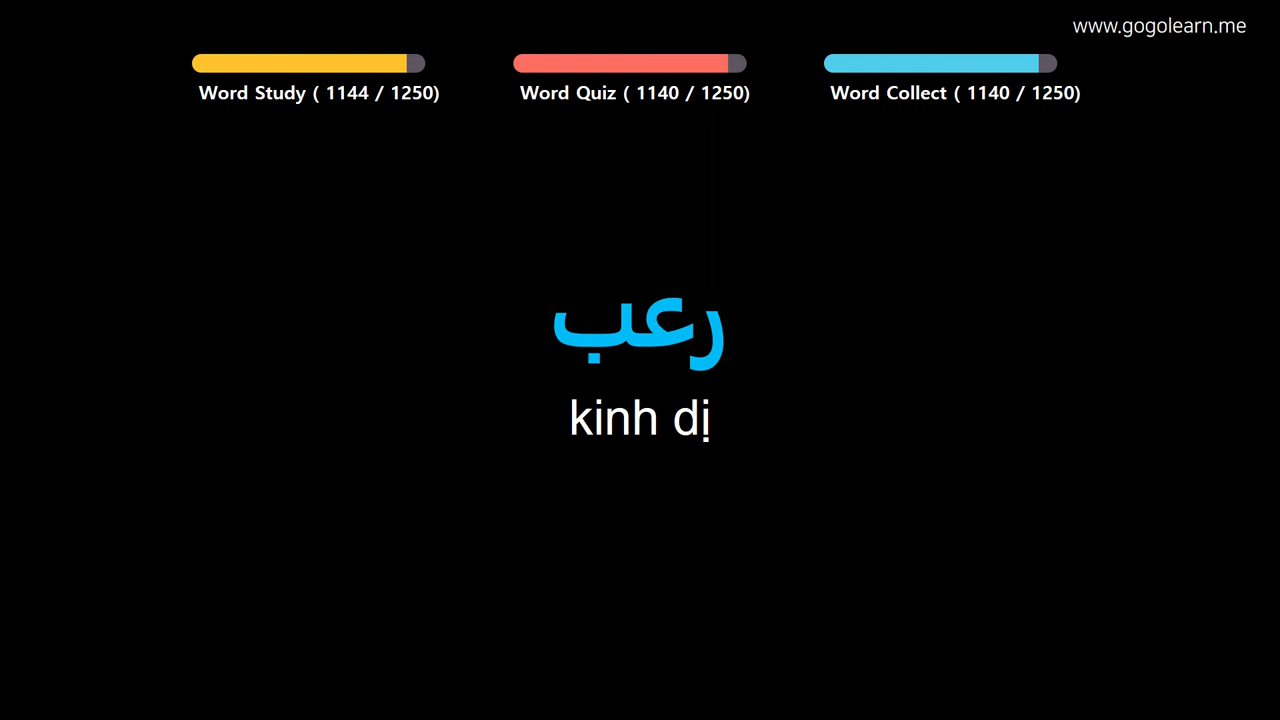 www.gogolearn.me
Word Study ( 1144 / 1250)
Word Quiz ( 1140 / 1250)
Word Collect ( 1140 / 1250)
رعب
kinh dị